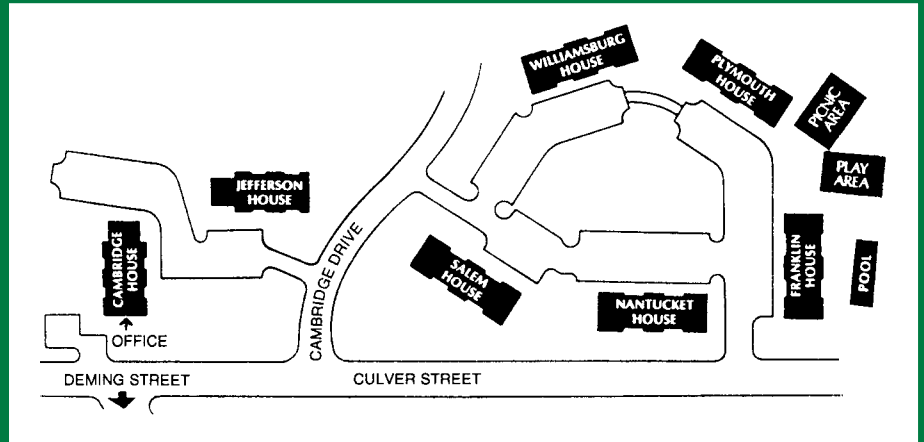 WILLIAMSBURG
HOUSE
PLYMOUTH
HOUSE
PICNIC
AREA
PLAY
AREA
JEFFERSON
HOUSE
CAMBRIDGE
HOUSE
CAMBRIDGE DRIVE
SALEM
HOUSE
NANTUCKET
HOUSE
FRANKLIN
HOUSE
POOL
OFFICE
DEMING STREET
CULVER STREET